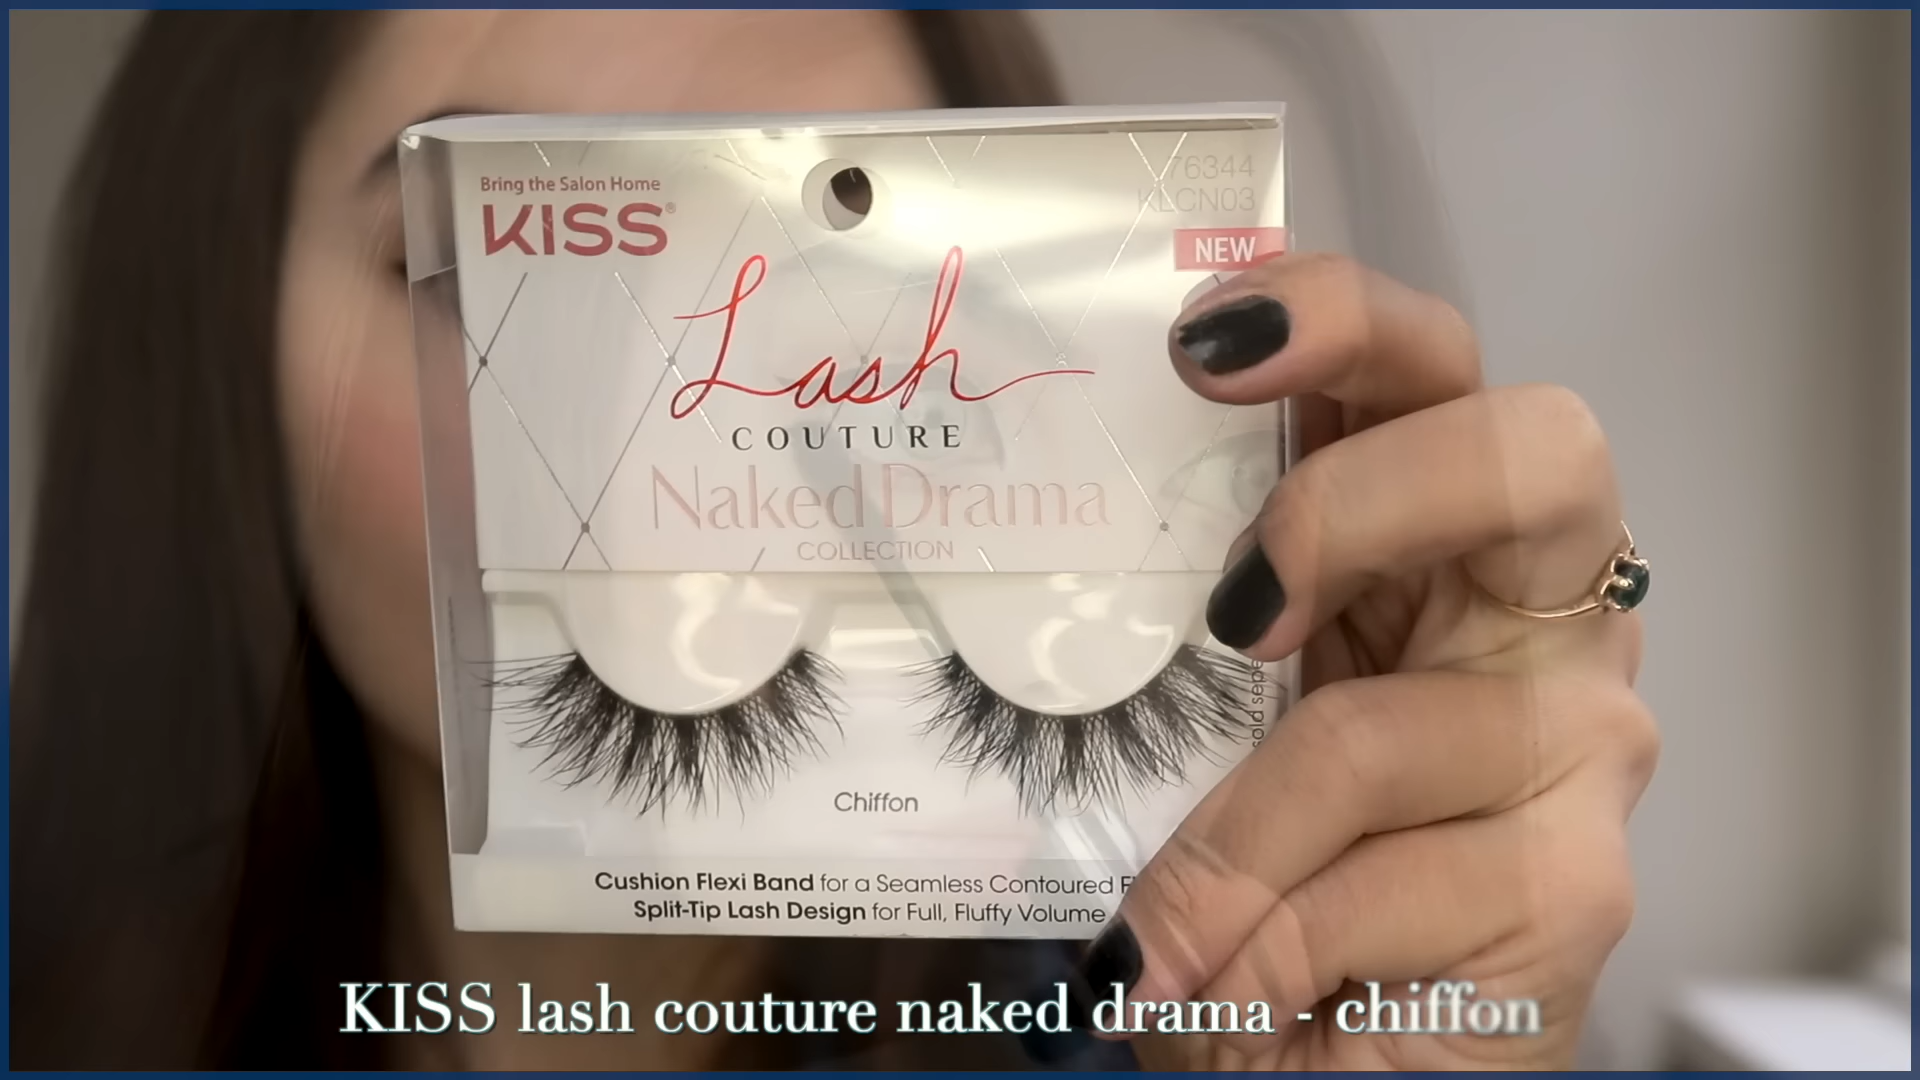 Bring the Salon Home
KISS®
76344
KLCN03
NEW
Lash
COUTURE
Naked Drama
COLLECTION
Chiffon
sold
Cushion Flexi Band for a Seamless Contoured
Split-Tip Lash Design for Full, Fluffy Volume
KISS lash couture naked drama - chiffon